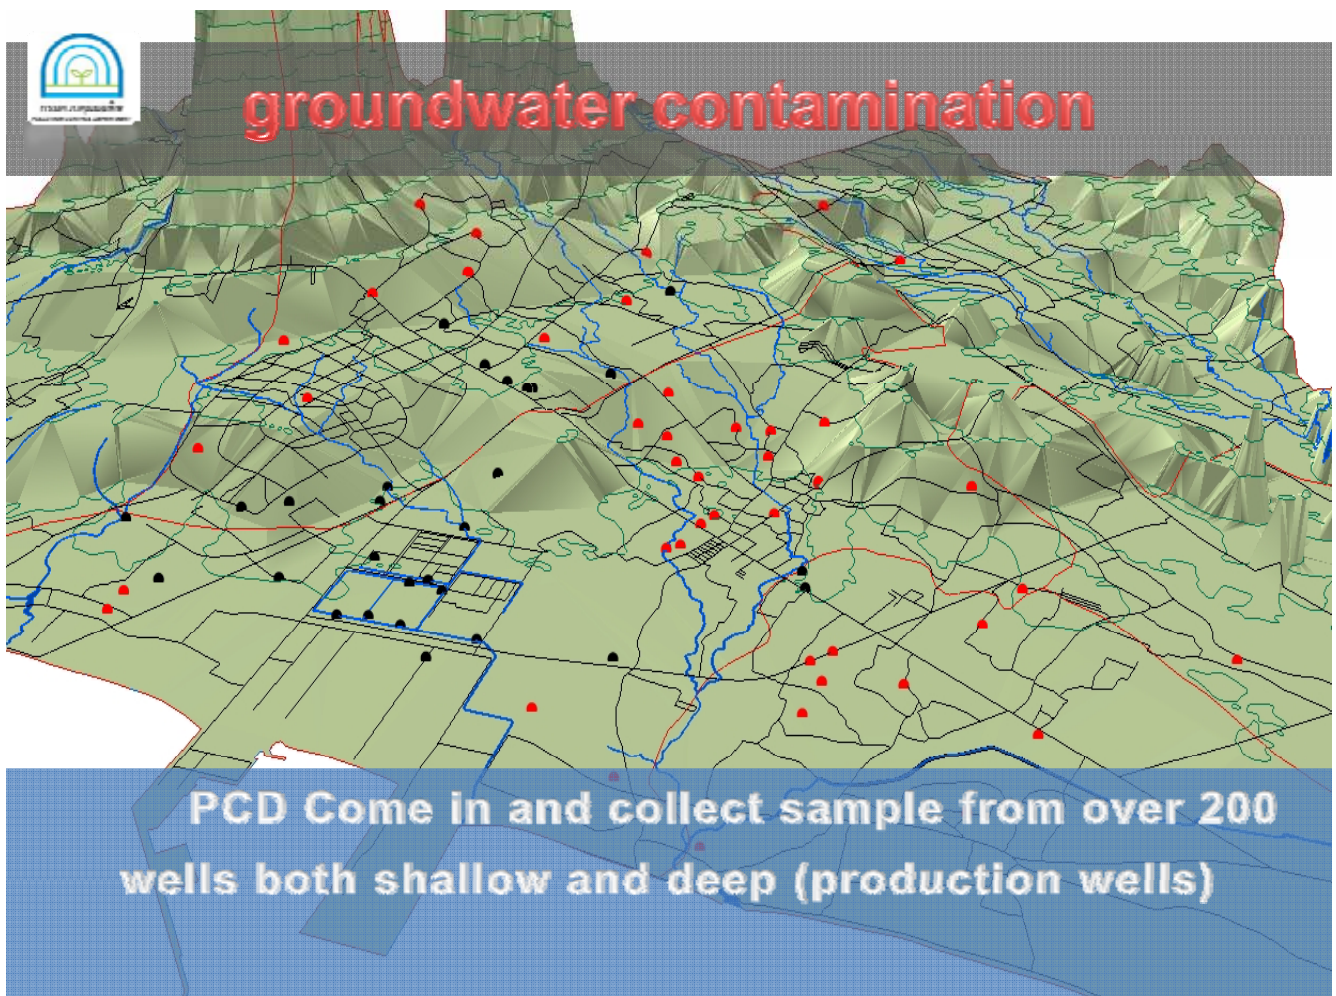 groundwater contamination
PCD Come in and collect sample from over 200
wells both shallow and deep (production wells)